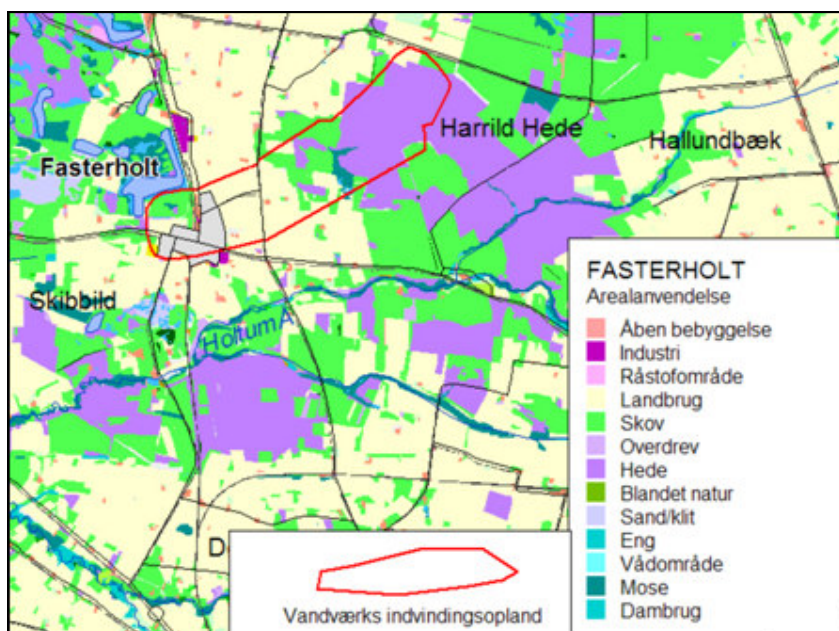 Harrild Hede
Hallundbæk
Fasterholt
Skibbild
Holtum Å
FASTERHOLT
Arealanvendelse
Åben bebyggelse
Industri
Råstofområde
Landbrug
Skov
Overdrev
Hede
Blandet natur
Sand/klit
Eng
Vådområde
Mose
Dambrug
Vandværks indvindingsopland